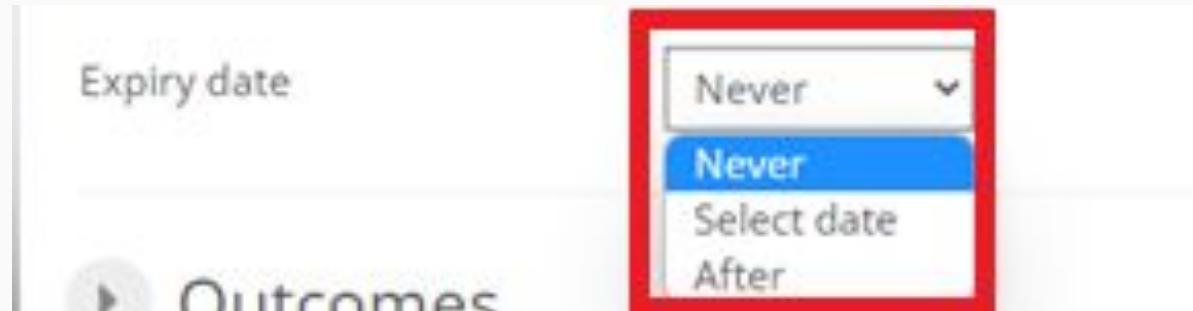 Expiry date
Never
Never
Select date
After
Outcomes